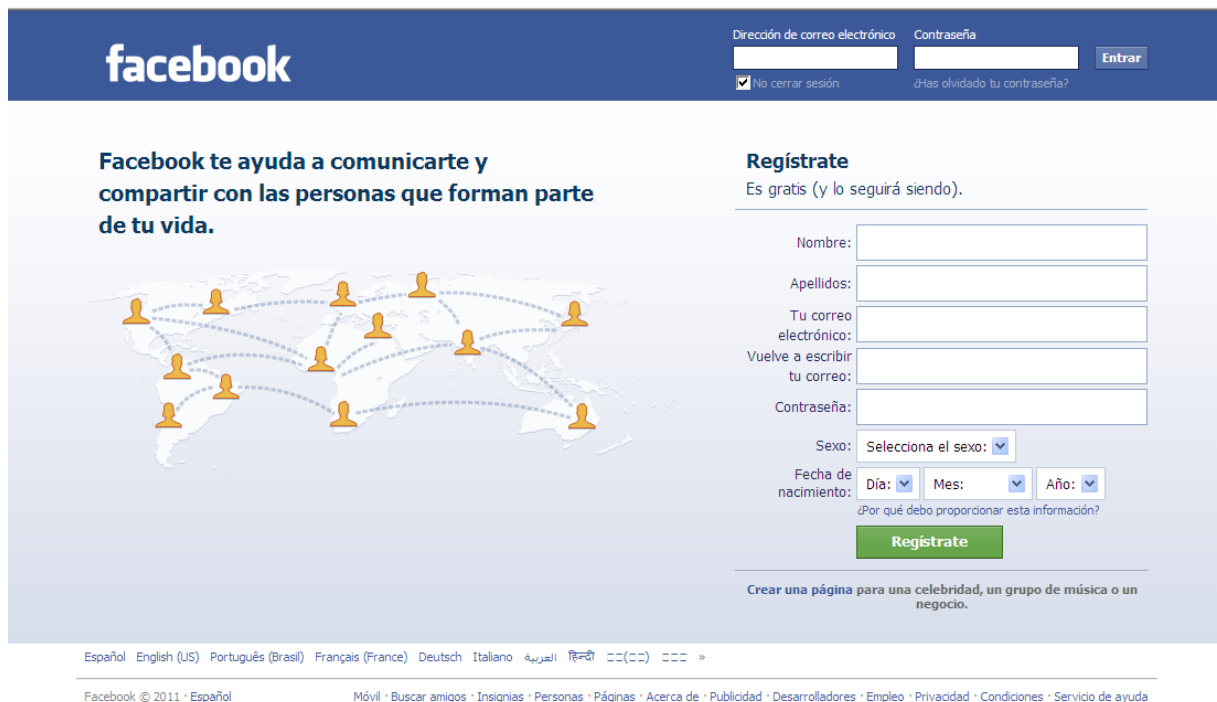 facebook
Dirección de correo electrónico
Contraseña
Entrar
No cerrar sesión
¿Has olvidado tu contraseña?
Facebook te ayuda a comunicarte y
compartir con las personas que forman parte
de tu vida.
Regístrate
Es gratis (y lo seguirá siendo).
Nombre:
Apellidos:
Tu correo
electrónico:
Vuelve a escribir
tu correo:
Contraseña:
Sexo: Selecciona el sexo:
Fecha de
nacimiento:
Día: Mes: Año:
¿Por qué debo proporcionar esta información?
Regístrate
Crear una página para una celebridad, un grupo de música o un
negocio.
Español English (US) Português (Brasil) Français (France) Deutsch Italiano العربية हिन्दी □□(□□) □□□ »
Facebook © 2011 · Español
Móvil · Buscar amigos · Insignias · Personas · Páginas · Acerca de · Publicidad · Desarrolladores · Empleo · Privacidad · Condiciones · Servicio de ayuda